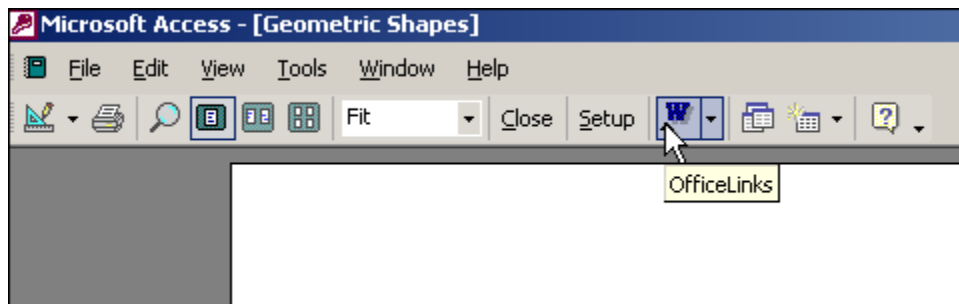 Microsoft Access - [Geometric Shapes]
File Edit View Tools Window Help
Fit Close Setup W
OfficeLinks